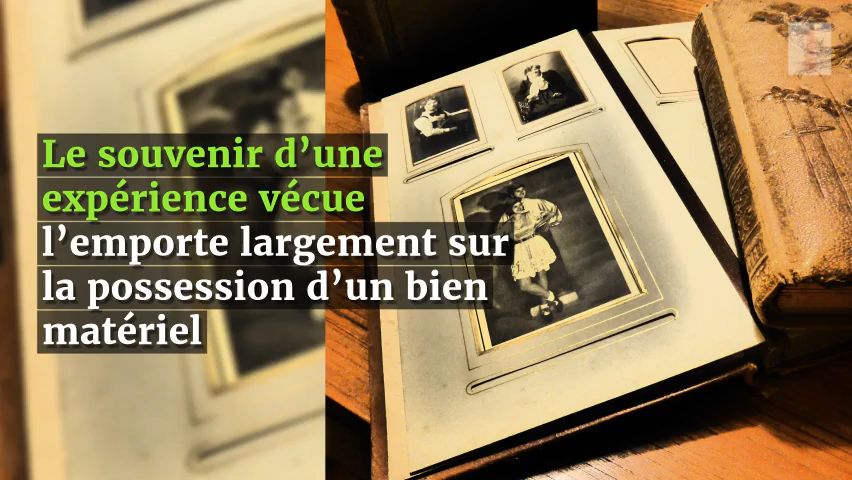 Le souvenir d’une
expérience vécue
l’emporte largement sur
la possession d’un bien
matériel